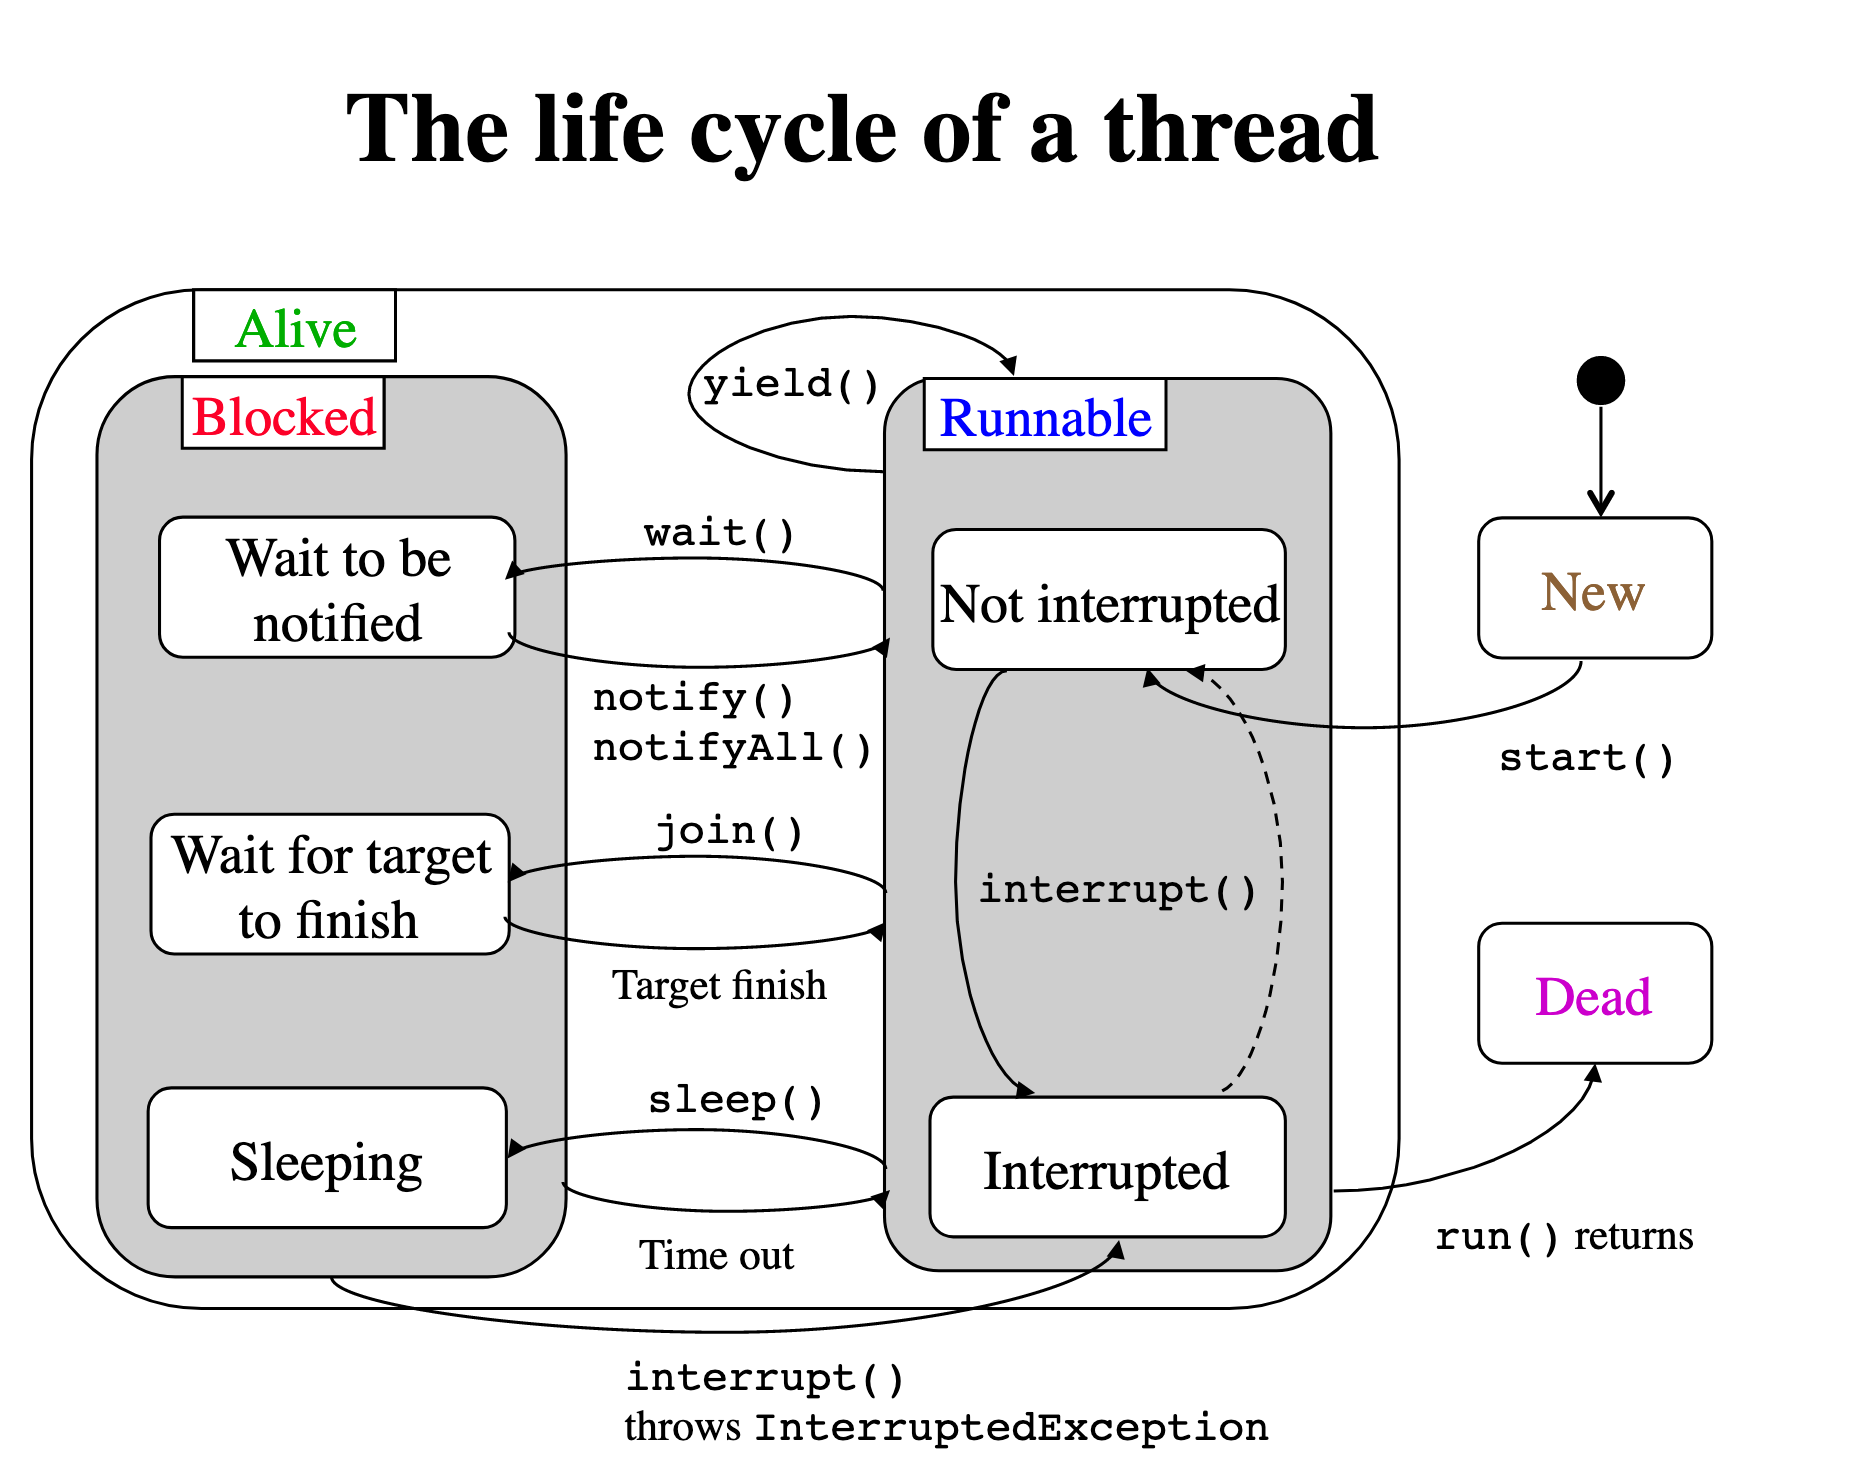 The life cycle of a thread
Alive
Blocked
yield()
Runnable
Wait to be
notified
wait()
notify()
notifyAll()
Not interrupted
New
start()
Wait for target
to finish
join()
Target finish
interrupt()
Dead
Sleeping
sleep()
Time out
Interrupted
run() returns
interrupt()
throws InterruptedException